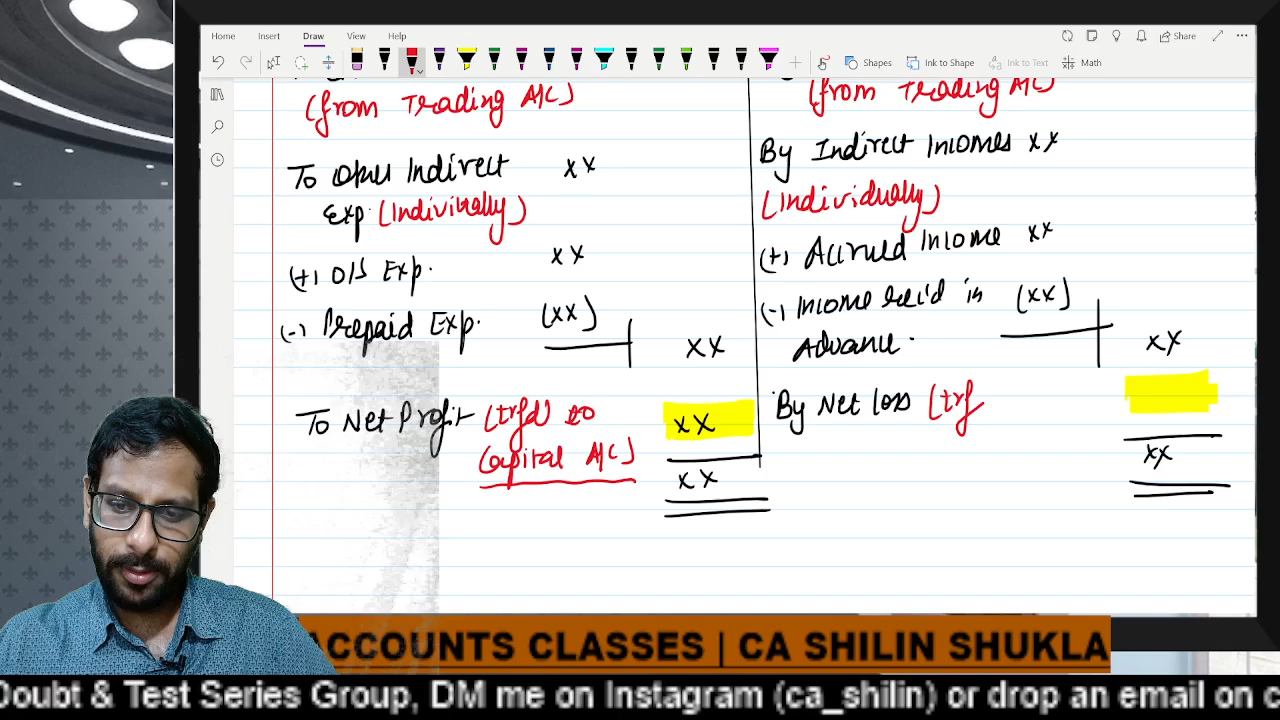 Home Insert Draw View Help
Share
Shapes Ink to Shape Ink to Text Math
(from Trading A/C)
To Indirect XX
Exp. (Indivirally)
(+) O/S Exp. XX
(-) Prepaid Exp. (XX)
XX
To Net Profit (trfd to XX
Capital A/C)
XX
(from Trading A/C)
By Indirect Incomes XX
(Individually)
(+) Accrued Income XX
(-) Income in (XX)
Advance.
XX
By Net Loss (trf
XX
ACCOUNTS CLASSES | CA SHILIN SHUKLA
Doubt & Test Series Group, DM me on Instagram (ca_shilin) or drop an email on c